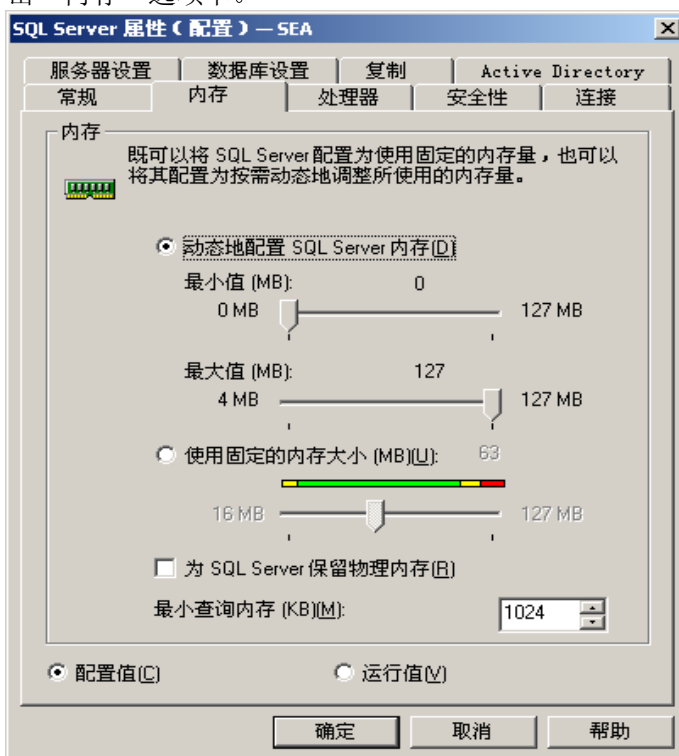 SQL Server 属性（配置）— SEA
服务器设置 数据库设置 复制 Active Directory
常规 内存 处理器 安全性 连接
内存
既可以将 SQL Server 配置为使用固定的内存量，也可以
将其配置为按需动态地调整所使用的内存量。
动态地配置 SQL Server 内存(D)
最小值 (MB): 0
0 MB 127 MB
最大值 (MB): 127
4 MB 127 MB
使用固定的内存大小 (MB)(U): 63
16 MB 127 MB
为 SQL Server 保留物理内存(R)
最小查询内存 (KB)(M): 1024
配置值(C) 运行值(V)
确定 取消 帮助